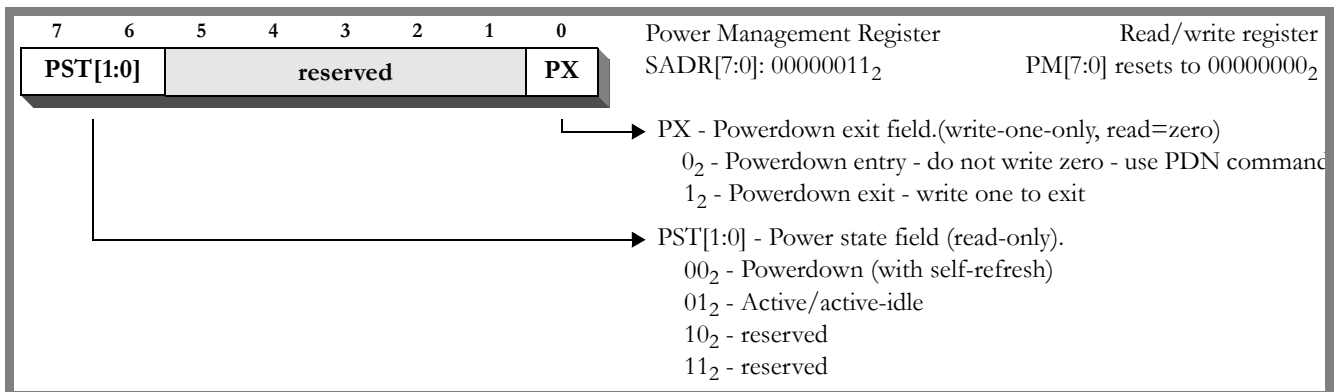 7 6 5 4 3 2 1 0
PST[1:0] reserved PX
Power Management Register Read/write register
SADR[7:0]: 00000011₂ PM[7:0] resets to 00000000₂
PX - Powerdown exit field.(write-one-only, read=zero)
0₂ - Powerdown entry - do not write zero - use PDN command
1₂ - Powerdown exit - write one to exit
PST[1:0] - Power state field (read-only).
00₂ - Powerdown (with self-refresh)
01₂ - Active/active-idle
10₂ - reserved
11₂ - reserved